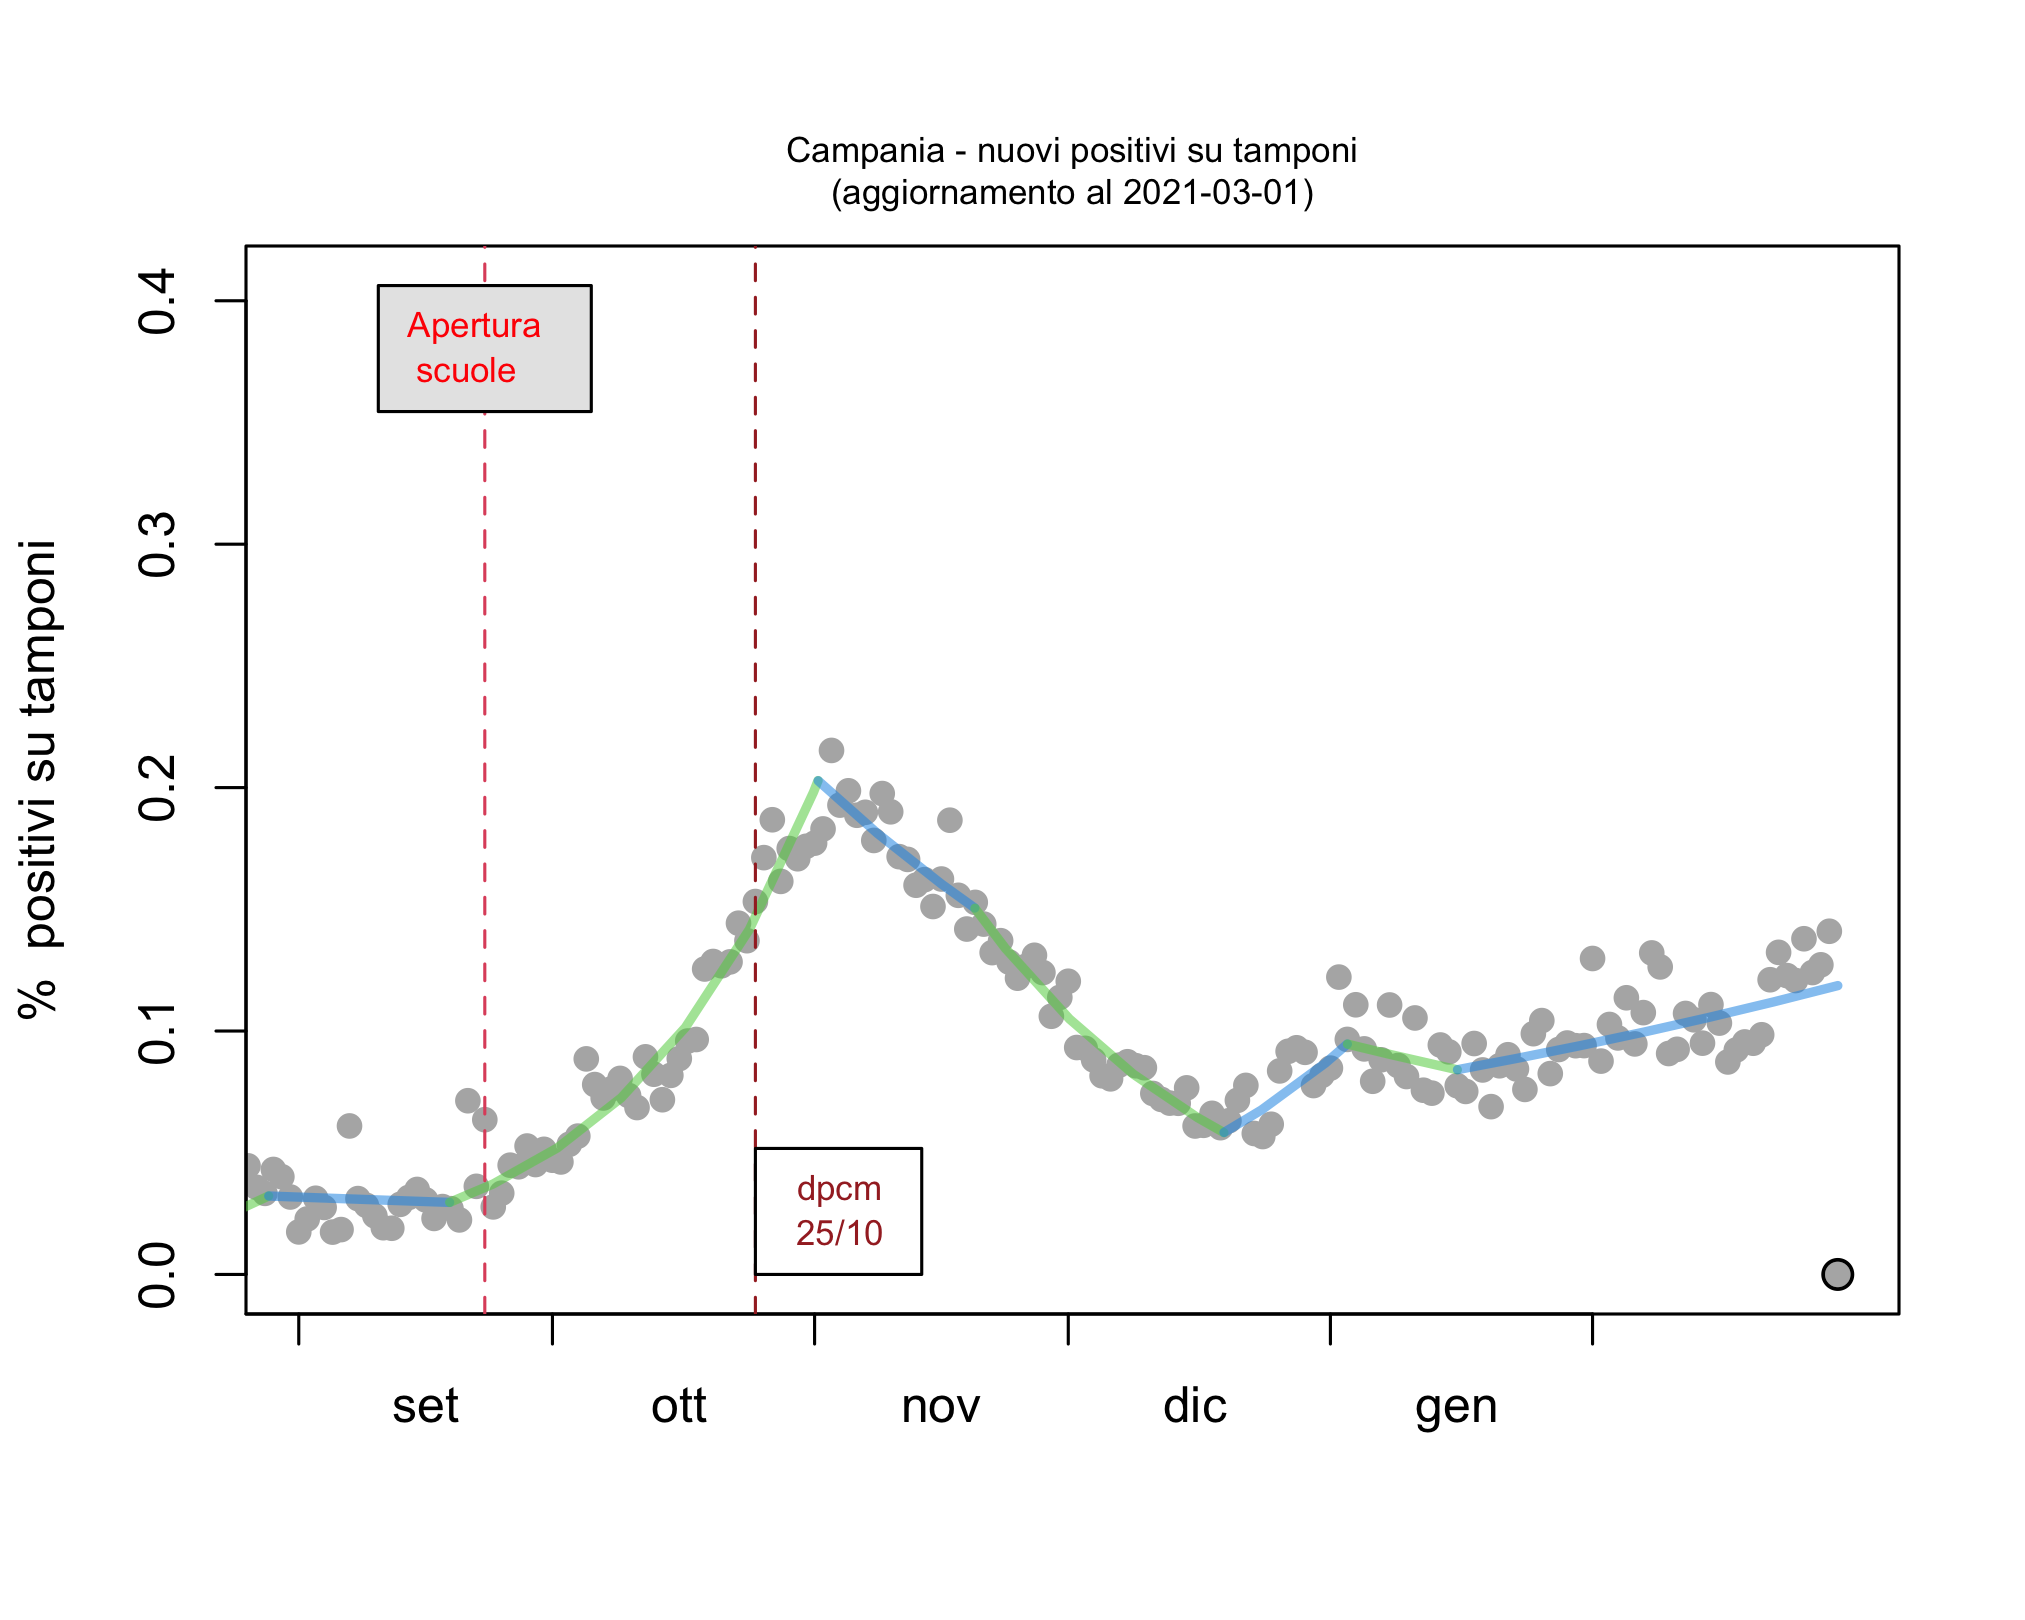 Campania - nuovi positivi su tamponi
(aggiornamento al 2021-03-01)
% positivi su tamponi
0.4
0.3
0.2
0.1
0.0
Apertura
scuole
dpcm
25/10
set ott nov dic gen